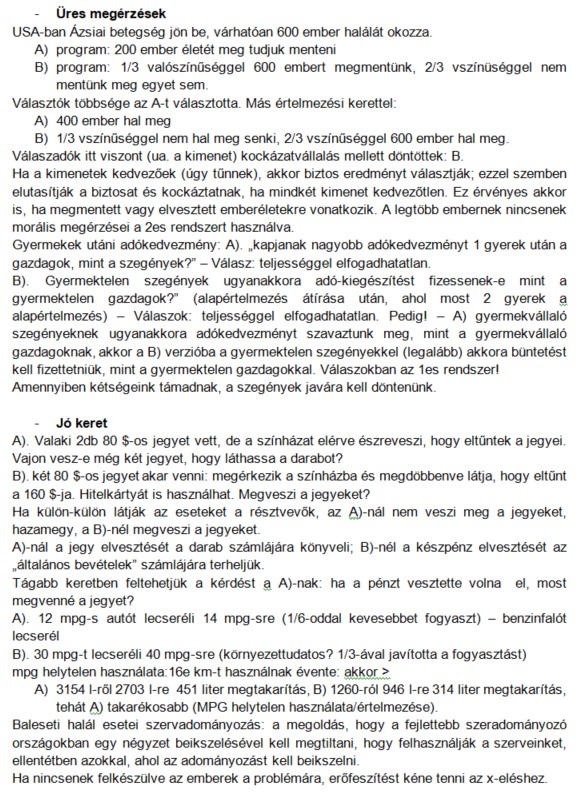 - Üres megérzések
USA-ban Ázsiai betegség jön be, várhatóan 600 ember halálát okozza.
A) program: 200 ember életét meg tudjuk menteni
B) program: 1/3 valószínűséggel 600 embert megmentünk, 2/3 vszínüséggel nem
mentünk meg egyet sem.
Választók többsége az A-t választotta. Más értelmezési kerettel:
A) 400 ember hal meg
B) 1/3 vszínűséggel nem hal meg senki, 2/3 vszínűséggel 600 ember hal meg.
Válaszadók itt viszont (ua. a kimenet) kockázatvállalás mellett döntöttek: B.
Ha a kimenetek kedvezőek (úgy tűnnek), akkor biztos eredményt választják; ezzel szemben
elutasítják a biztosat és kockáztatnak, ha mindkét kimenet kedvezőtlen. Ez érvényes akkor
is, ha megmentett vagy elvesztett emberéletekre vonatkozik. A legtöbb embernek nincsenek
morális megérzései a 2es rendszert használva.
Gyermekek utáni adókedvezmény: A). „kapjanak nagyobb adókedvezményt 1 gyerek után a
gazdagok, mint a szegények?” – Válasz: teljességgel elfogadhatatlan.
B). Gyermektelen szegények ugyanakkora adó-kiegészítést fizessenek-e mint a
gyermektelen gazdagok?” (alapértelmezés átírása után, ahol most 2 gyerek a
alapértelmezés) – Válaszok: teljességgel elfogadhatatlan. Pedig! – A) gyermekvállaló
szegényeknek ugyanakkora adókedvezményt szavaztunk meg, mint a gyermekvállaló
gazdagoknak, akkor a B) verzióba a gyermektelen szegényekkel (legalább) akkora büntetést
kell fizettetniük, mint a gyermektelen gazdagokkal. Válaszokban az 1es rendszer!
Amennyiben kétségeink támadnak, a szegények javára kell döntenünk.
- Jó keret
A). Valaki 2db 80 $-os jegyet vett, de a színházat elérve észreveszi, hogy eltűntek a jegyei.
Vajon vesz-e még két jegyet, hogy láthassa a darabot?
B). két 80 $-os jegyet akar venni: megérkezik a színházba és megdöbbenve látja, hogy eltűnt
a 160 $-ja. Hitelkártyát is használhat. Megveszi a jegyeket?
Ha külön-külön látják az eseteket a résztvevők, az A)-nál nem veszi meg a jegyeket,
hazamegy, a B)-nél megveszi a jegyeket.
A)-nál a jegy elvesztését a darab számlájára könyveli; B)-nél a készpénz elvesztését az
„általános bevételek” számlájára terheljük.
Tágabb keretben feltehetjük a kérdést a A)-nak: ha a pénzt vesztette volna el, most
megvenné a jegyet?
A). 12 mpg-s autót lecseréli 14 mpg-sre (1/6-oddal kevesebbet fogyaszt) – benzinfalót
lecserél
B). 30 mpg-t lecseréli 40 mpg-sre (környezettudatos? 1/3-ával javította a fogyasztást)
mpg helytelen használata:16e km-t használnak évente: akkor >
A) 3154 l-ről 2703 l-re 451 liter megtakarítás, B) 1260-ról 946 l-re 314 liter megtakarítás,
tehát A) takarékosabb (MPG helytelen használata/értelmezése).
Baleseti halál esetei szervadományozás: a megoldás, hogy a fejlettebb szeradományozó
országokban egy négyzet beikszelésével kell megtiltani, hogy felhasználják a szerveinket,
ellentétben azokkal, ahol az adományozást kell beikszelni.
Ha nincsenek felkészülve az emberek a problémára, erőfeszítést kéne tenni az x-eléshez.